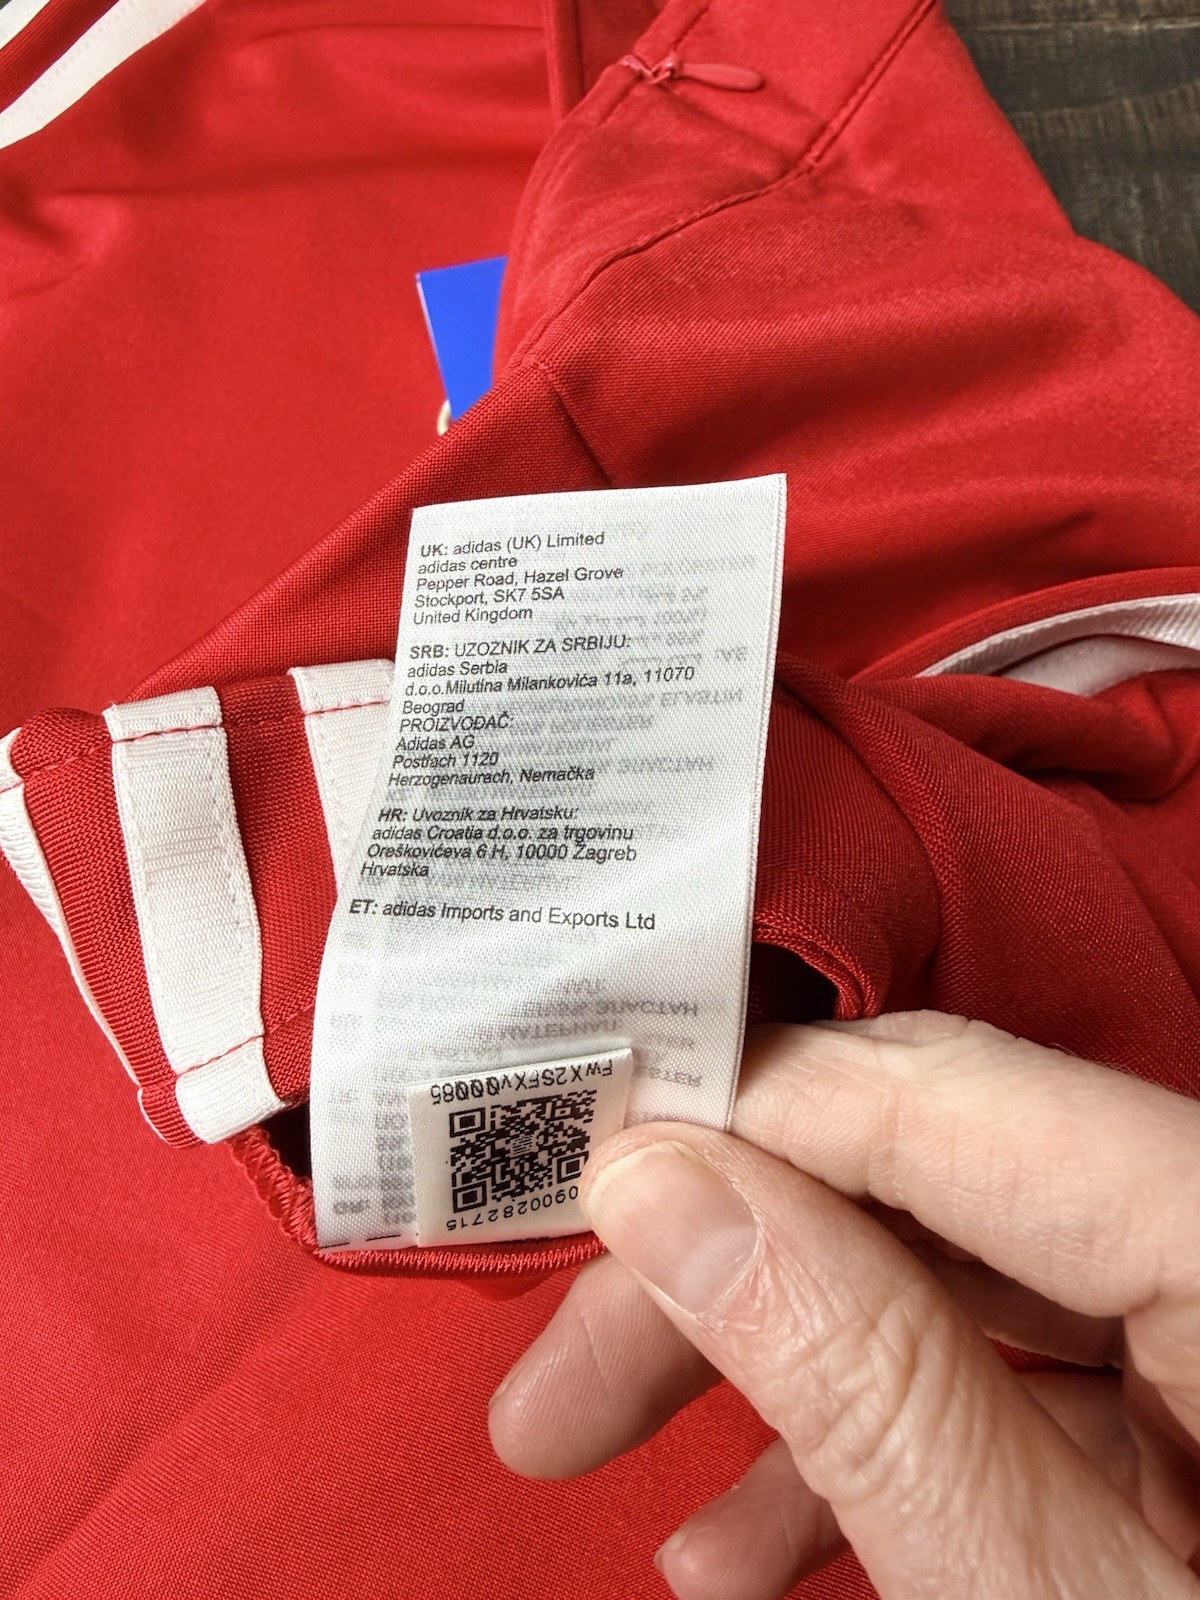 UK: adidas (UK) Limited
adidas centre
Pepper Road, Hazel Grove
Stockport, SK7 5SA
United Kingdom
SRB: UZOZNIK ZA SRBIJU:
adidas Serbia
d.o.o.Milutina Milankovića 11a, 11070
Beograd
PROIZVOĐAČ:
Adidas AG
Postfach 1120
Herzogenaurach, Nemačka
HR: Uvoznik za Hrvatsku:
adidas Croatia d.o.o. za trgovinu
Oreškovićeva 6 H, 10000 Zagreb
Hrvatska
ET: adidas Imports and Exports Ltd
0900282715
FwX2SFXv00085